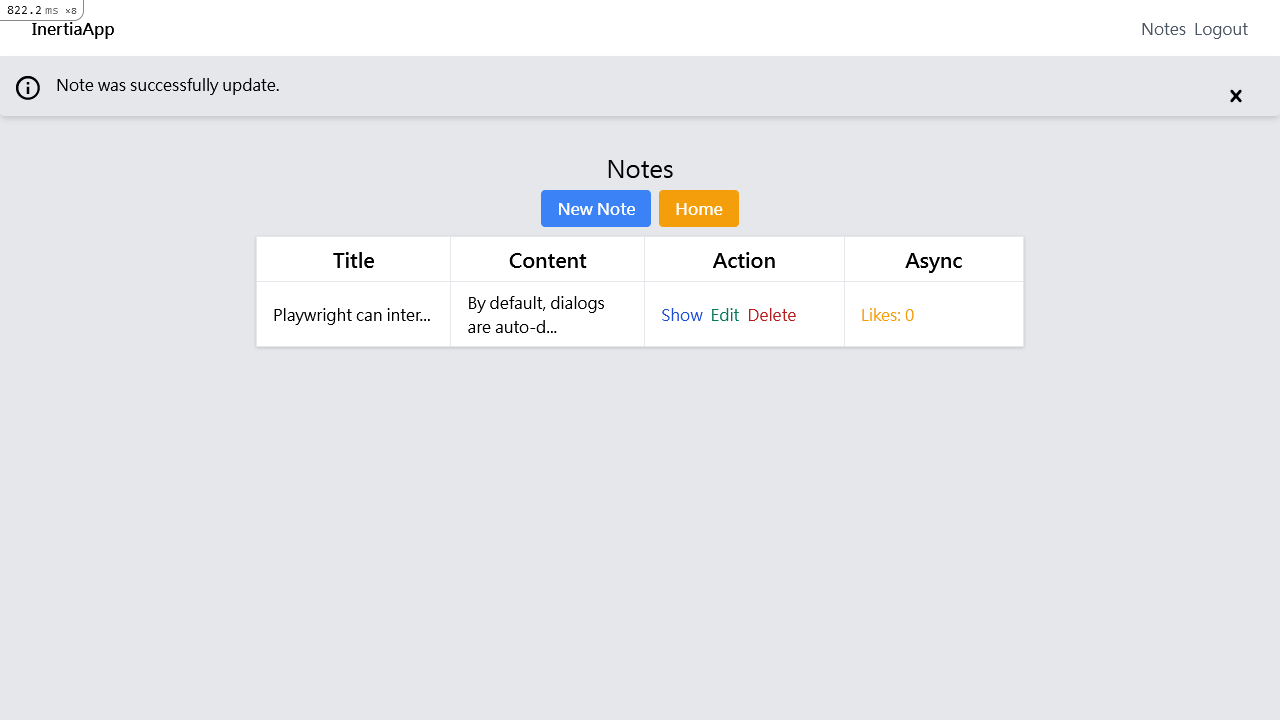 822.2 ms ×8
InertiaApp
Notes Logout
Note was successfully update.
Notes
New Note Home
Title Content Action Async
Playwright can inter... By default, dialogs are auto-d... Show Edit Delete Likes: 0